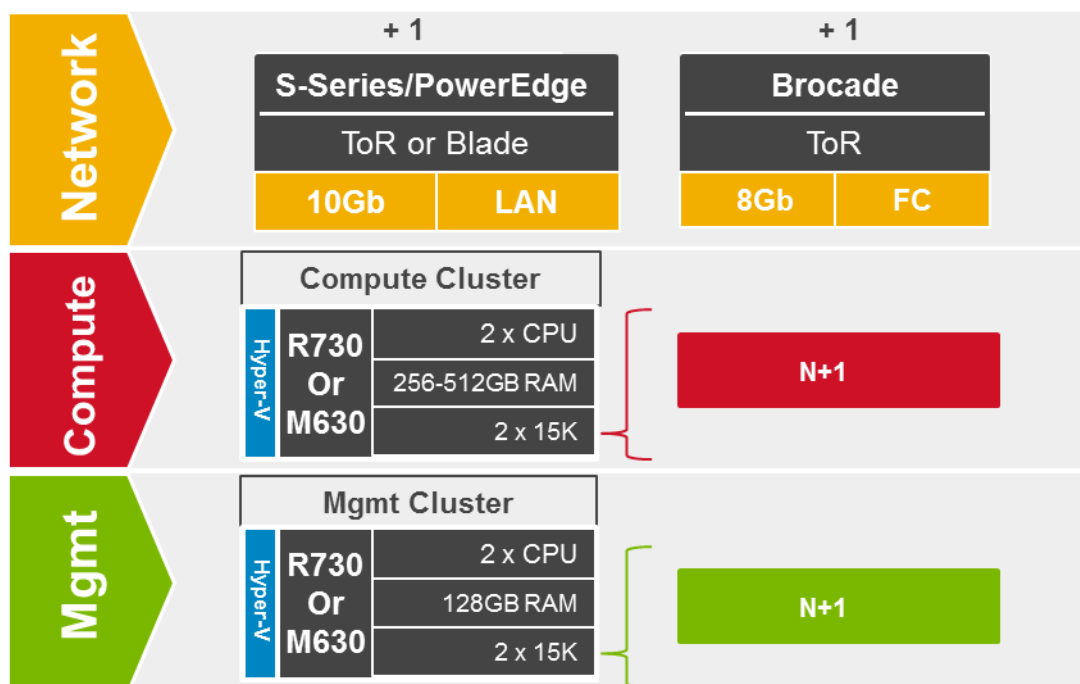 Network
+ 1
S-Series/PowerEdge
ToR or Blade
10Gb
LAN
+ 1
Brocade
ToR
8Gb
FC
Compute
Compute Cluster
Hyper-V
R730
Or
M630
2 x CPU
256-512GB RAM
2 x 15K
N+1
Mgmt
Mgmt Cluster
Hyper-V
R730
Or
M630
2 x CPU
128GB RAM
2 x 15K
N+1